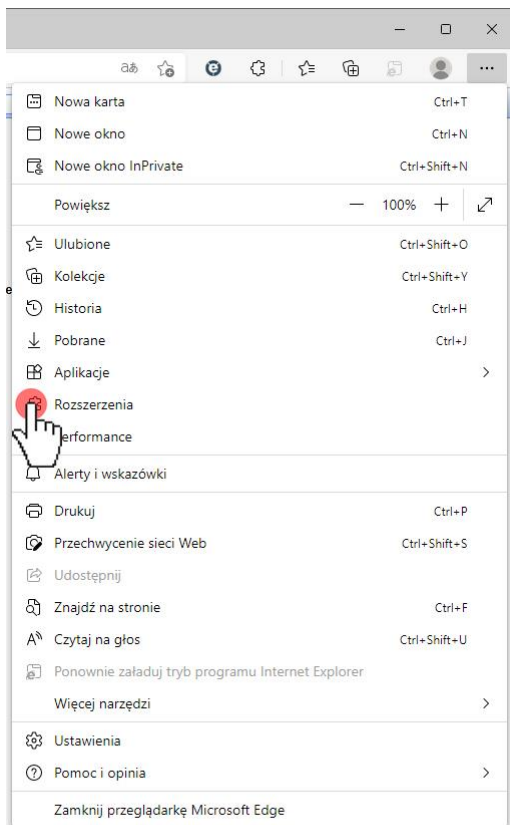 aあ
Nowa karta Ctrl+T
Nowe okno Ctrl+N
Nowe okno InPrivate Ctrl+Shift+N
Powiększ — 100% +
Ulubione Ctrl+Shift+O
Kolekcje Ctrl+Shift+Y
e
Historia Ctrl+H
Pobrane Ctrl+J
Aplikacje
Rozszerzenia
erformance
Alerty i wskazówki
Drukuj Ctrl+P
Przechwycenie sieci Web Ctrl+Shift+S
Udostępnij
Znajdź na stronie Ctrl+F
Czytaj na głos Ctrl+Shift+U
Ponownie załaduj tryb programu Internet Explorer
Więcej narzędzi
Ustawienia
Pomoc i opinia
Zamknij przeglądarkę Microsoft Edge